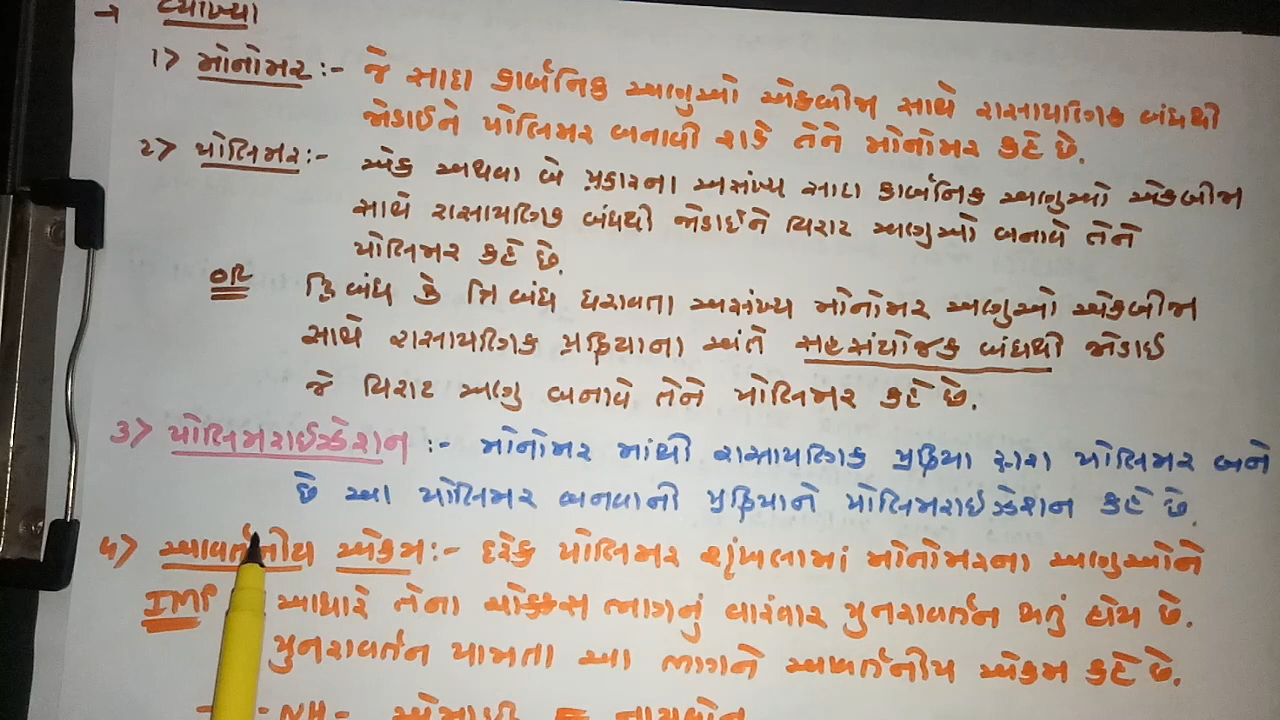 → વ્યાખ્યા
1) મોનોમર :- જે સાદા કાર્બનિક અણુઓ એકબીજા સાથે રાસાયણિક બંધથી
જોડાઈને પોલિમર બનાવી શકે તેને મોનોમર કહે છે.
2) પોલિમર :- એક અથવા બે પ્રકારના અસંખ્ય સાદા કાર્બનિક અણુઓ એકબીજા
સાથે રાસાયણિક બંધથી જોડાઈને વિરાટ અણુઓ બનાવે તેને
પોલિમર કહે છે.
OR દ્વિ બંધ કે ત્રિ બંધ ધરાવતા અસંખ્ય મોનોમર અણુઓ એકબીજા
સાથે રાસાયણિક પ્રક્રિયાના અંતે સહસંયોજક બંધથી જોડાઈ
જે વિરાટ અણુ બનાવે તેને પોલિમર કહે છે.
3) પોલિમરાઈઝેશન :- મોનોમર માંથી રાસાયણિક પ્રક્રિયા દ્વારા પોલિમર બને
છે આ પોલિમર બનવાની પ્રક્રિયાને પોલિમરાઈઝેશન કહે છે.
4) આવર્તનીય એકમ :- દરેક પોલિમર શૃંખલામાં મોનોમરના અણુઓને
IMP આધારે તેના ચોક્કસ ભાગનું વારંવાર પુનરાવર્તન થતું હોય છે.
પુનરાવર્તન પામતા આ ભાગને આવર્તનીય એકમ કહે છે.
-NH-